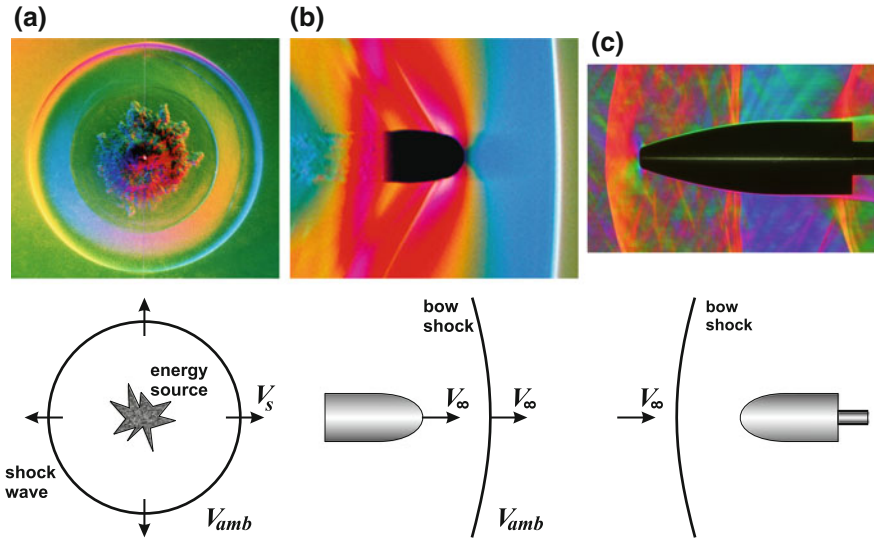 (a)
(b)
(c)
energy
source
V_s
shock
wave
V_amb
bow
shock
V_∞
V_∞
V_amb
bow
shock
V_∞